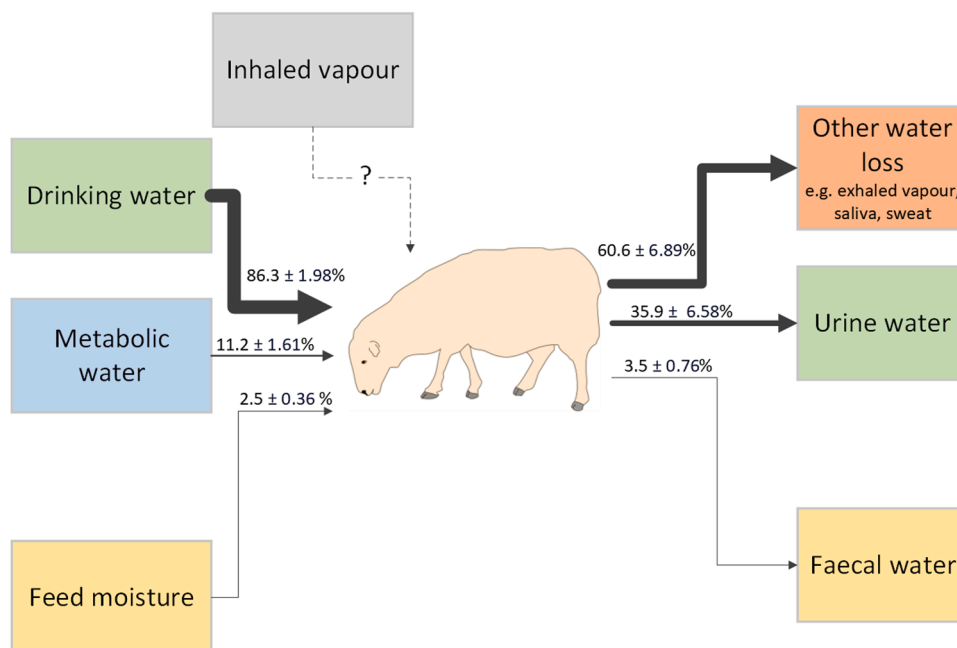 Inhaled vapour
?
Drinking water
86.3 ± 1.98%
Metabolic
water
11.2 ± 1.61%
2.5 ± 0.36 %
Feed moisture
Other water
loss
e.g. exhaled vapour,
saliva, sweat
60.6 ± 6.89%
35.9 ± 6.58%
Urine water
3.5 ± 0.76%
Faecal water